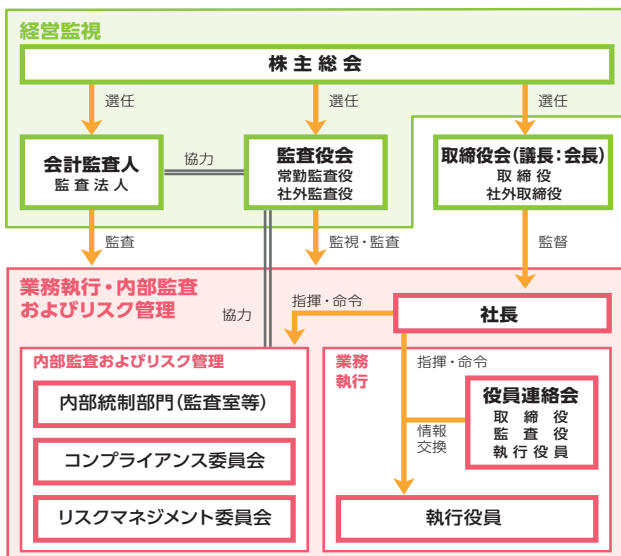 経営監視
株主総会
選任
選任
選任
会計監査人
監査法人
協力
監査役会
常勤監査役
社外監査役
取締役会(議長:会長)
取締役
社外取締役
監査
監視・監査
監督
業務執行・内部監査
およびリスク管理
協力
指揮・命令
社長
内部監査およびリスク管理
内部統制部門(監査室等)
コンプライアンス委員会
リスクマネジメント委員会
業務
執行
指揮・命令
役員連絡会
取締役
監査役
執行役員
情報
交換
執行役員